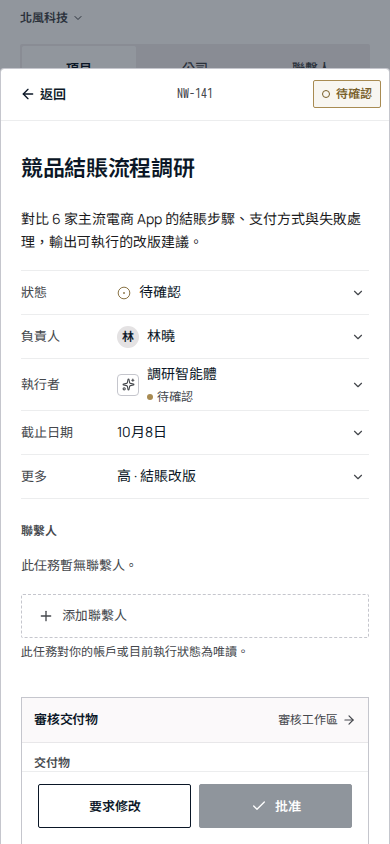 北風科技
項目 公司 聯繫人
返回 NW-141 待確認
競品結賬流程調研
對比 6 家主流電商 App 的結賬步驟、支付方式與失敗處
理，輸出可執行的改版建議。
狀態 待確認
負責人 林 林曉
執行者 調研智能體
待確認
截止日期 10月8日
更多 高 · 結賬改版
聯繫人
此任務暫無聯繫人。
添加聯繫人
此任務對你的帳戶或目前執行狀態為唯讀。
審核交付物 審核工作區
交付物
要求修改 批准